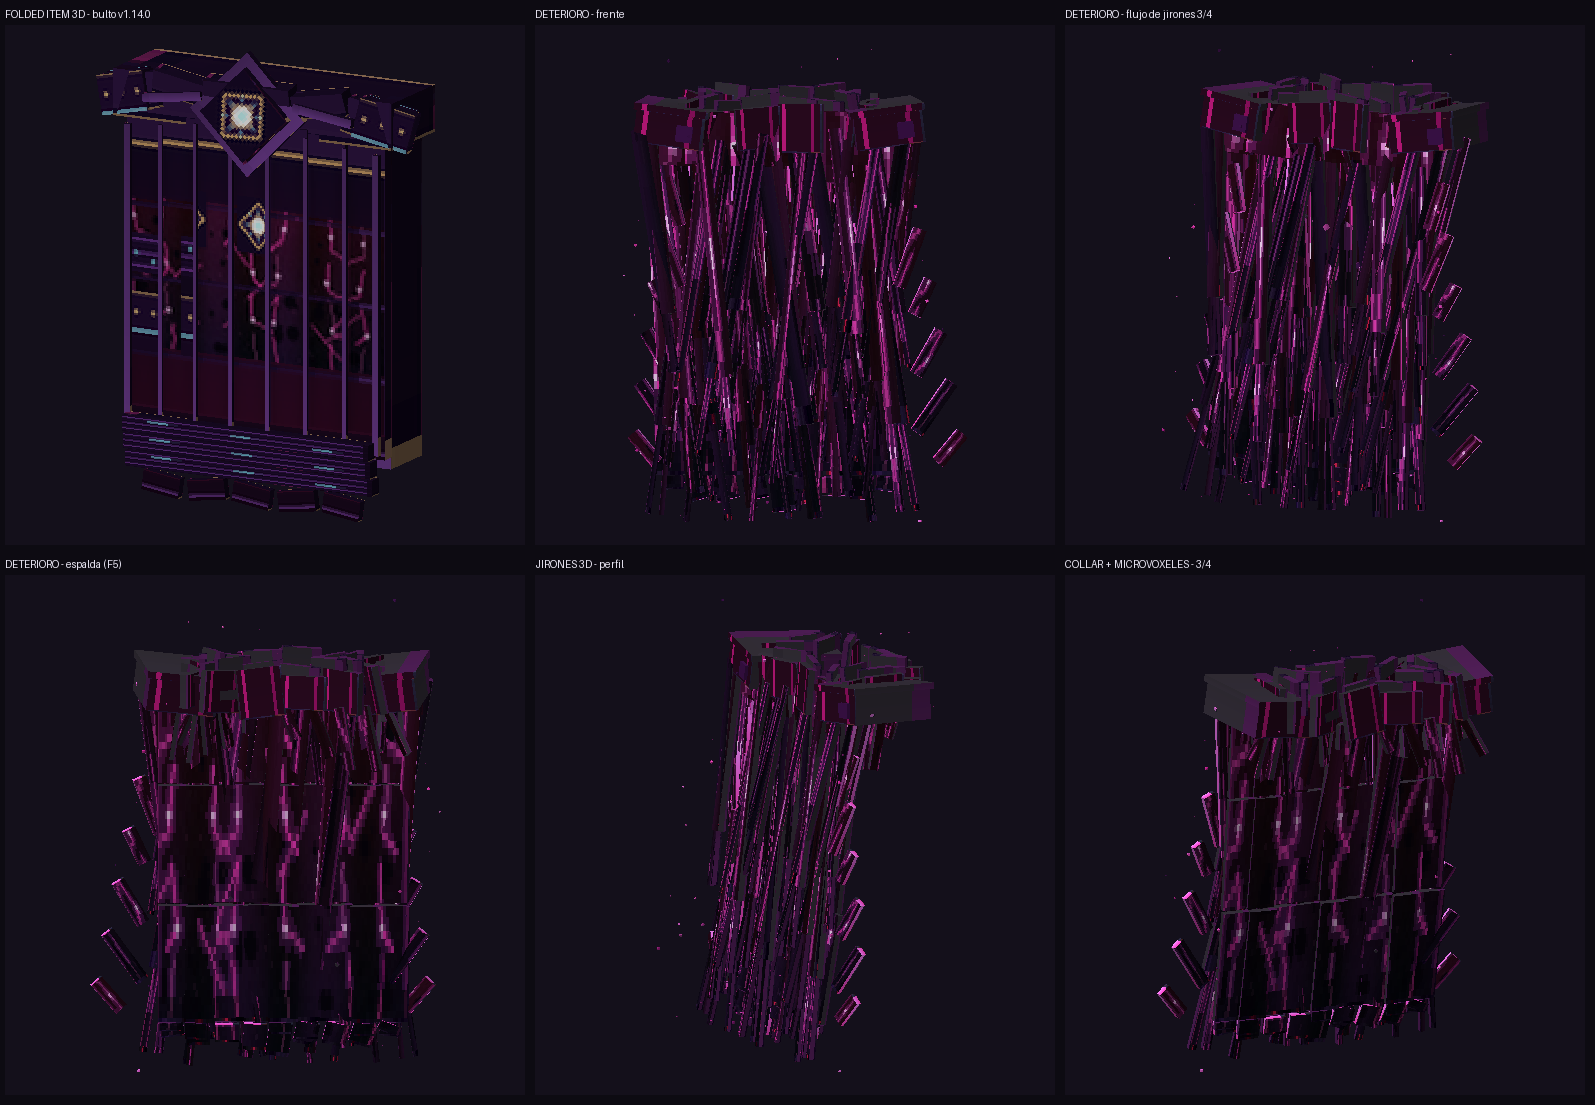 FOLDED ITEM 3D - bulto v1.14.0
DETERIORO - frente
DETERIORO - flujo de jirones 3/4
DETERIORO - espalda (F5)
JIRONES 3D - perfil
COLLAR + MICROVOXELES - 3/4